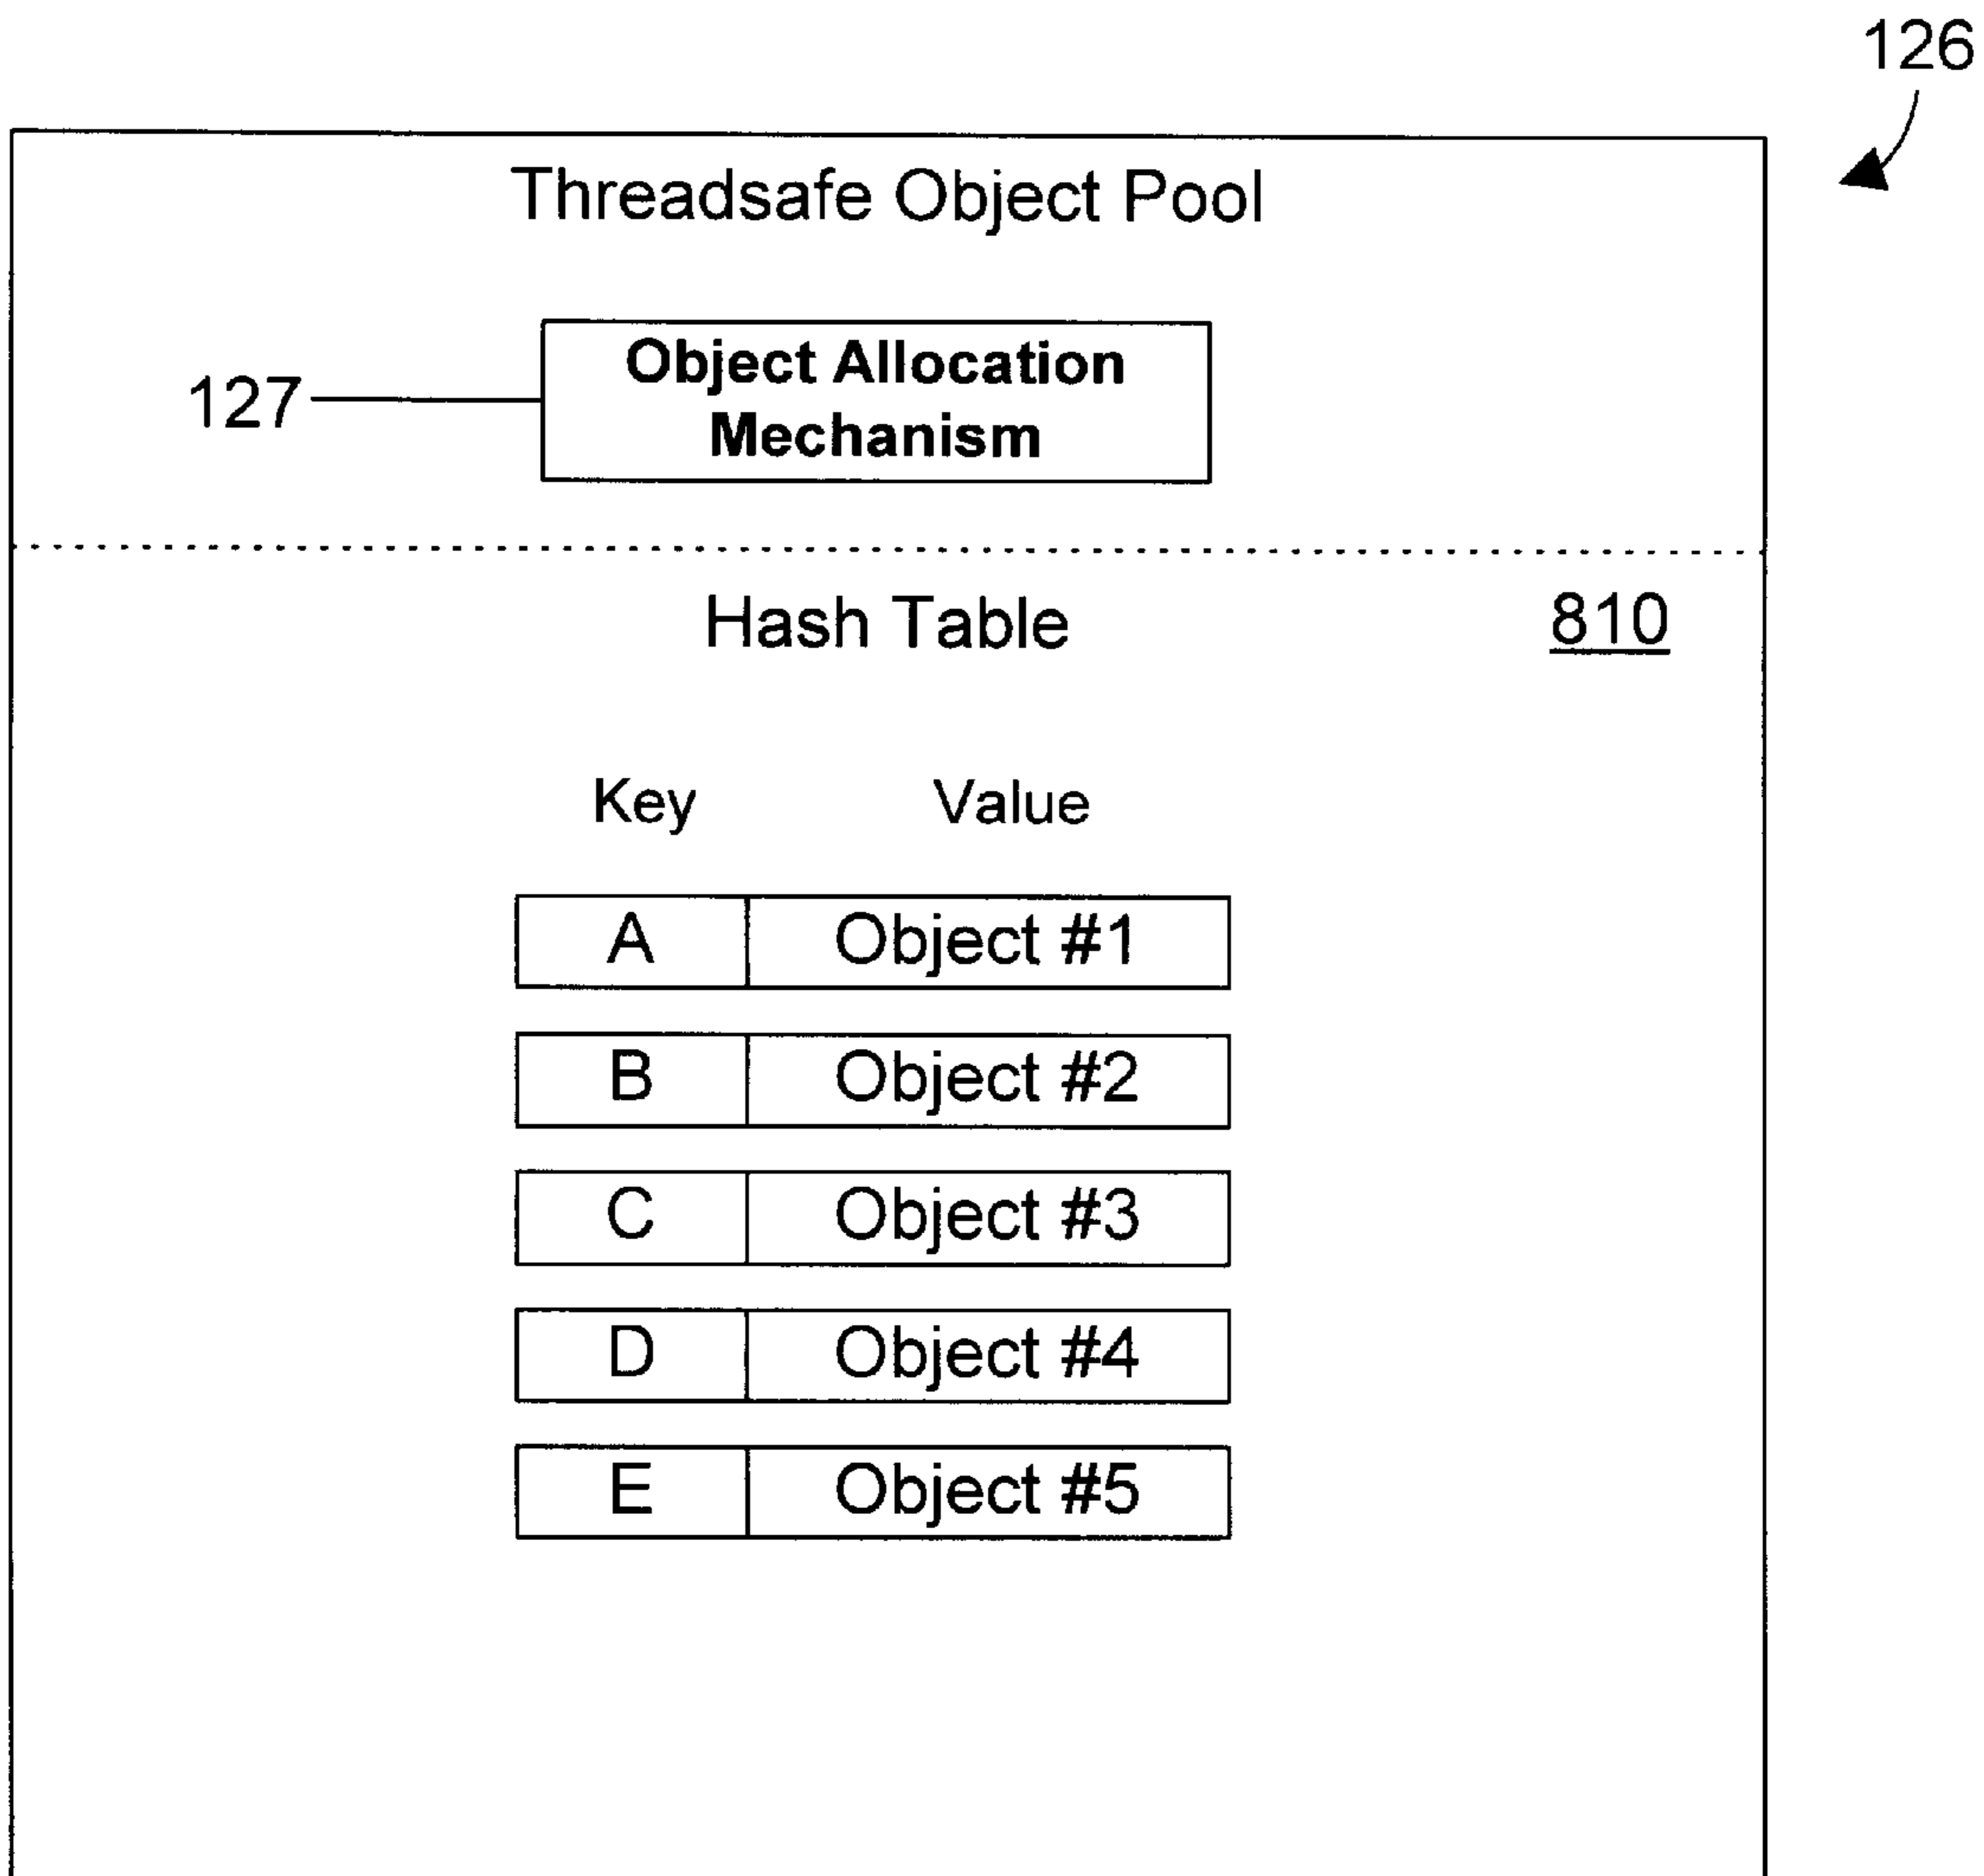 126
Threadsafe Object Pool
127
Object Allocation
Mechanism
Hash Table
810
Key Value
A Object #1
B Object #2
C Object #3
D Object #4
E Object #5